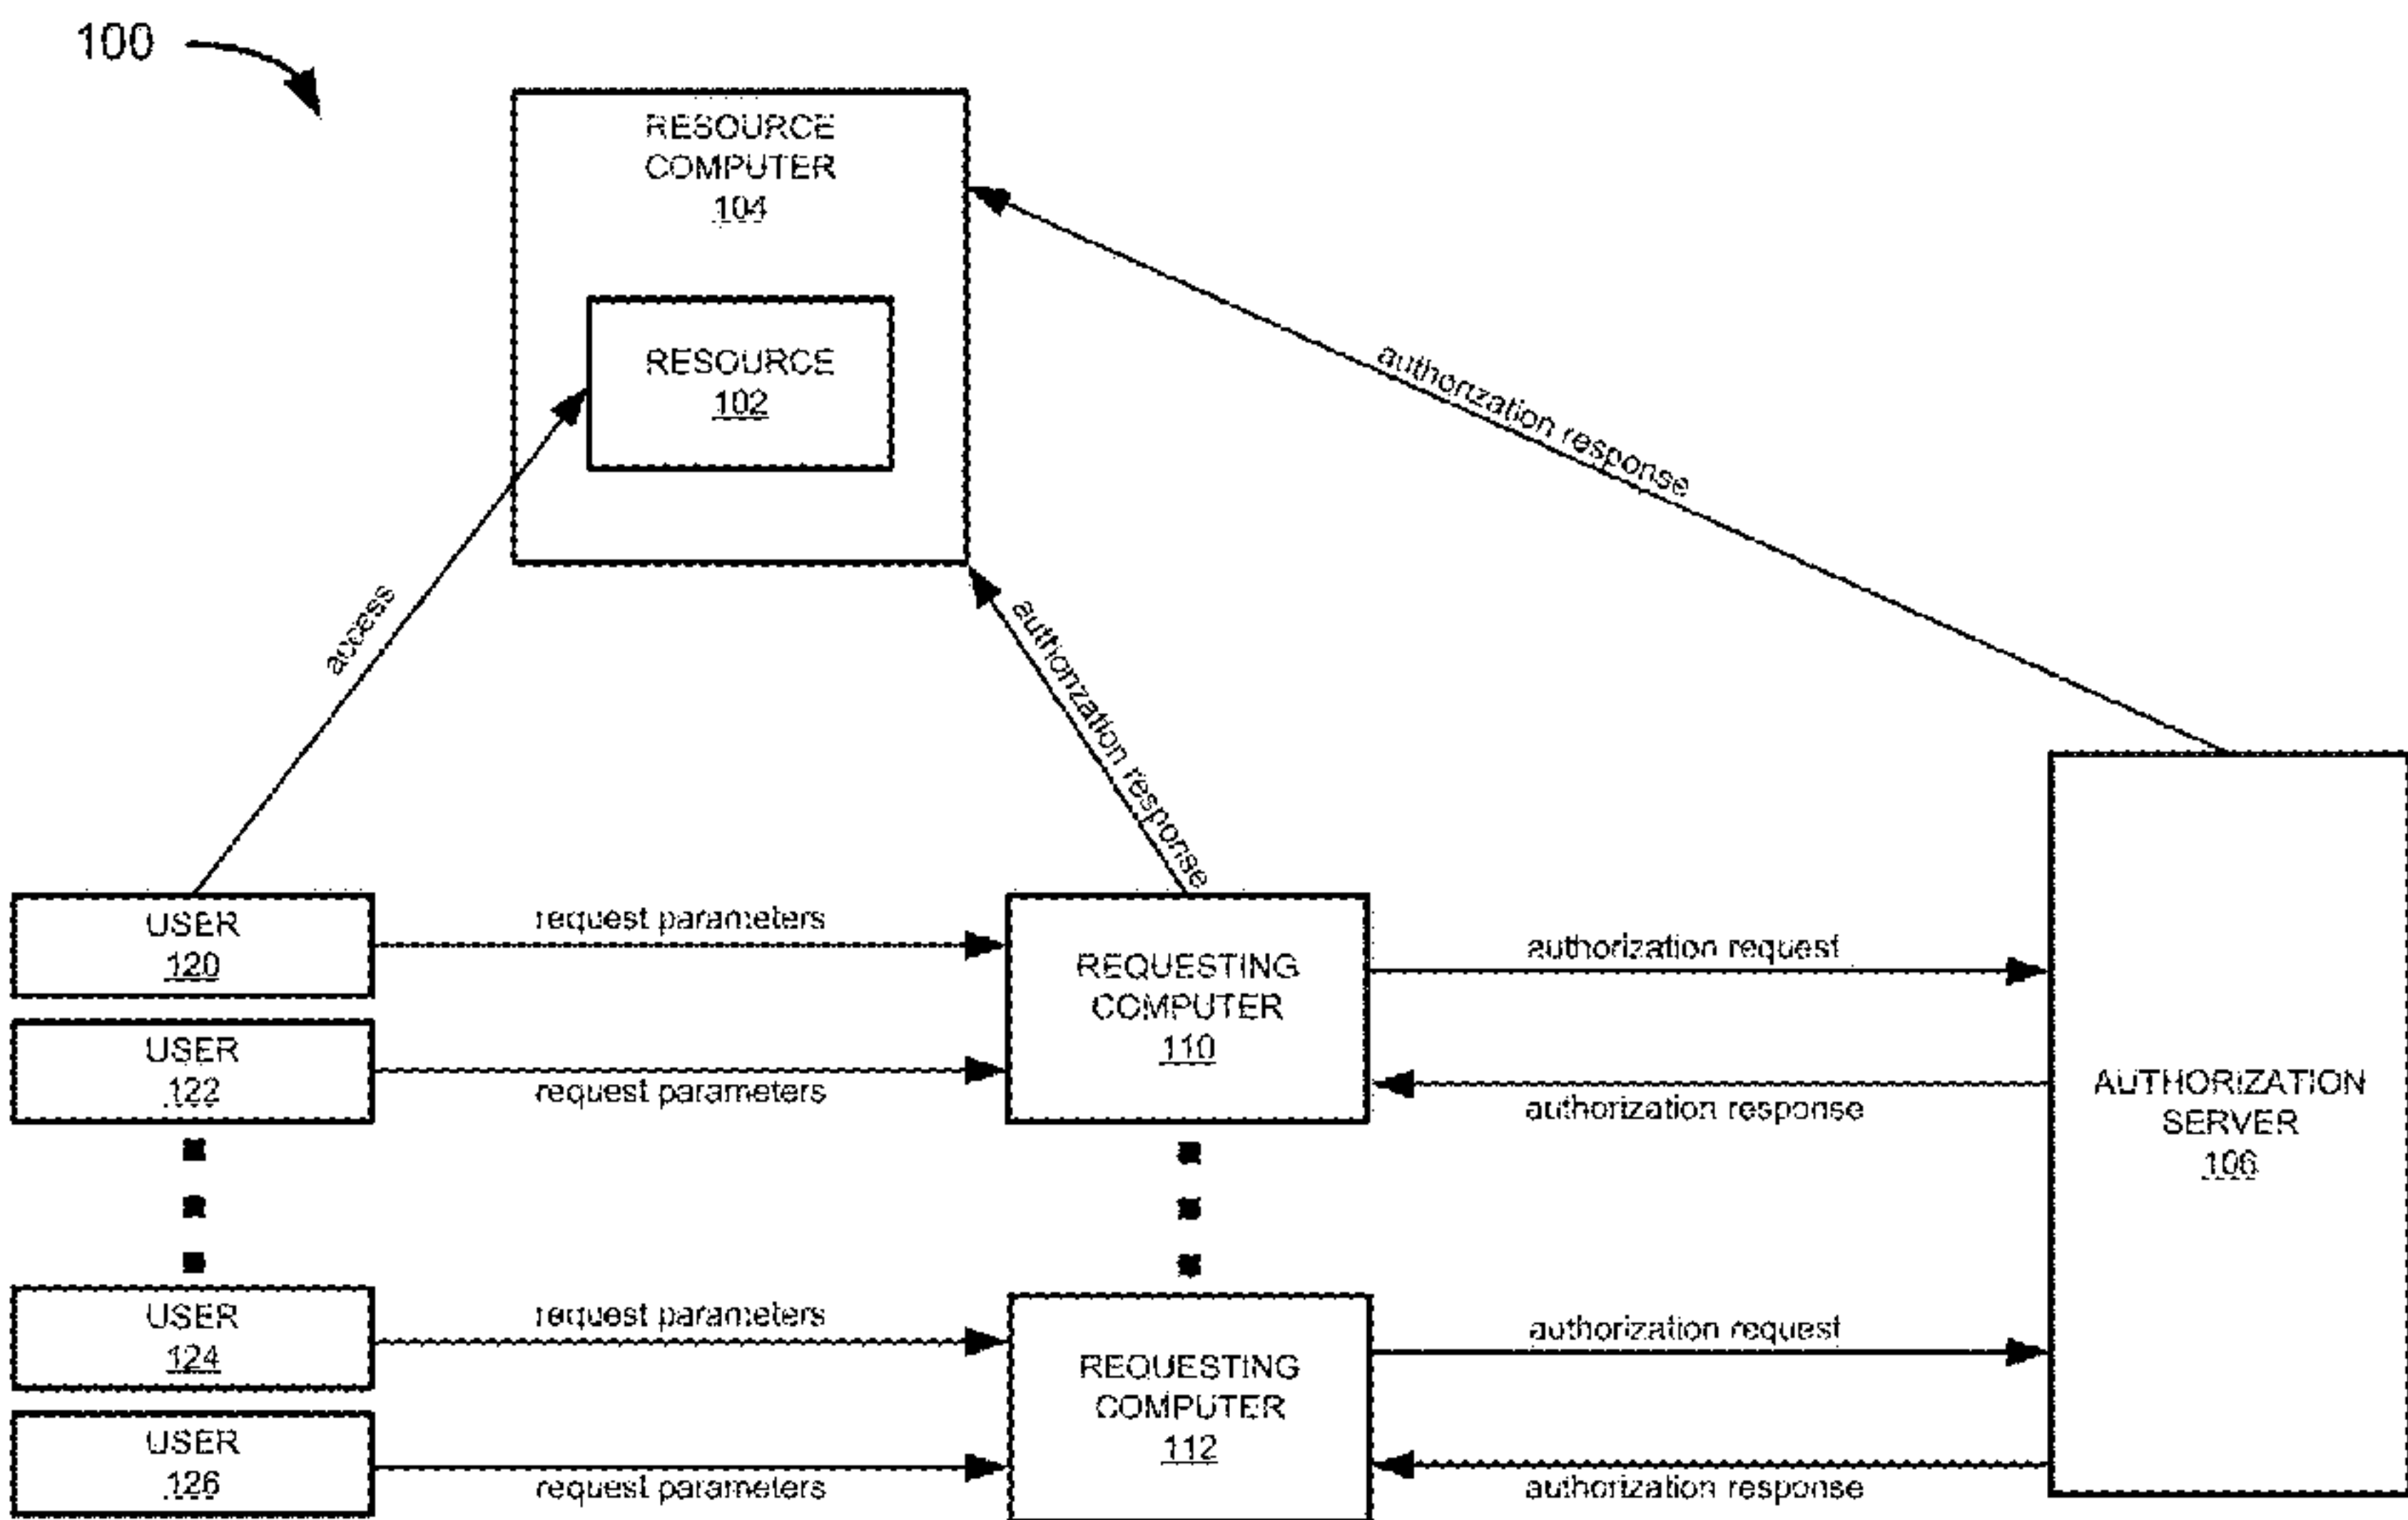 100
RESOURCE
COMPUTER
104
RESOURCE
102
authorization response
access
authorization response
USER
120
request parameters
REQUESTING
COMPUTER
110
authorization request
USER
122
request parameters
authorization response
AUTHORIZATION
SERVER
106
USER
124
request parameters
REQUESTING
COMPUTER
112
authorization request
USER
126
request parameters
authorization response